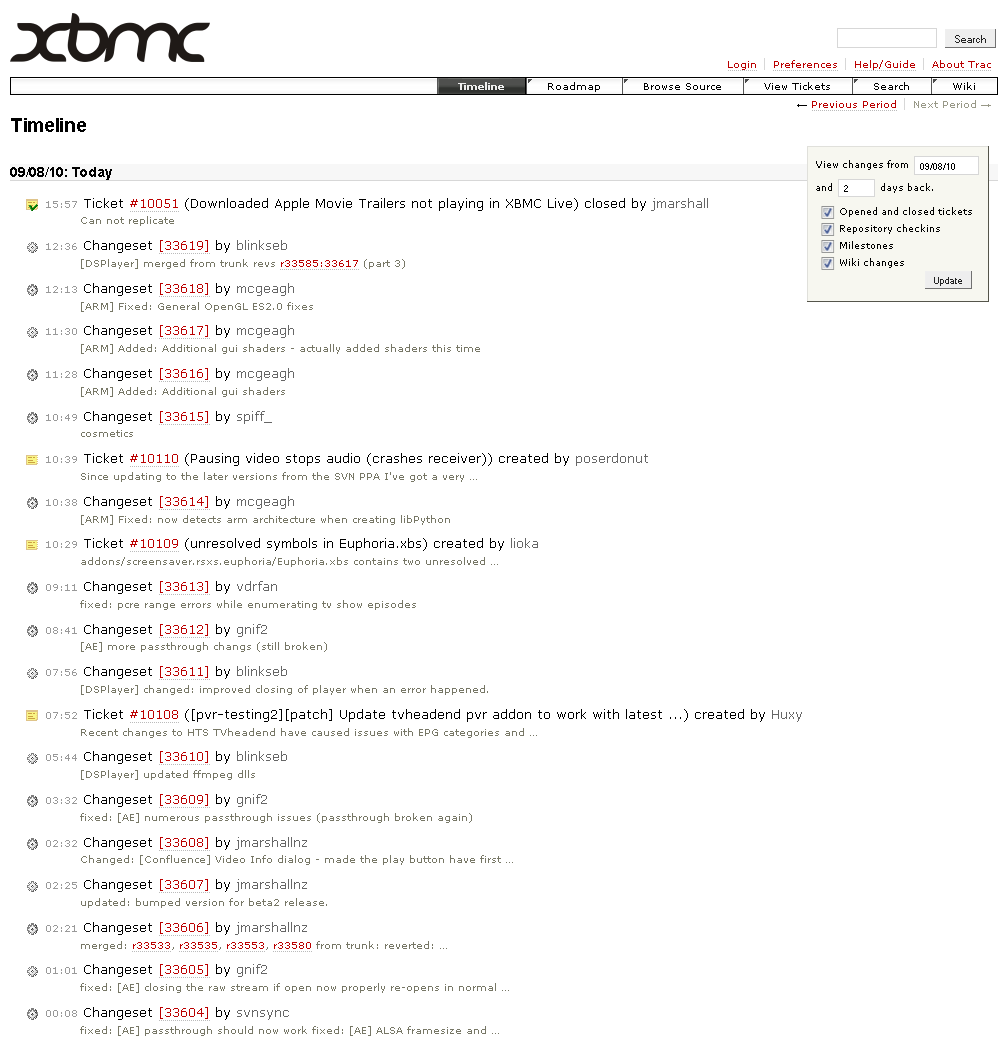 xbmc
Search
Login Preferences Help/Guide About Trac
Timeline Roadmap Browse Source View Tickets Search Wiki
← Previous Period Next Period →
Timeline
09/08/10: Today
View changes from 09/08/10
and 2 days back.
Opened and closed tickets
Repository checkins
Milestones
Wiki changes
Update
15:57 Ticket #10051 (Downloaded Apple Movie Trailers not playing in XBMC Live) closed by jmarshall
Can not replicate
12:36 Changeset [33619] by blinkseb
[DSPlayer] merged from trunk revs r33585:33617 (part 3)
12:13 Changeset [33618] by mcgeagh
[ARM] Fixed: General OpenGL ES2.0 fixes
11:30 Changeset [33617] by mcgeagh
[ARM] Added: Additional gui shaders - actually added shaders this time
11:28 Changeset [33616] by mcgeagh
[ARM] Added: Additional gui shaders
10:49 Changeset [33615] by spiff_
cosmetics
10:39 Ticket #10110 (Pausing video stops audio (crashes receiver)) created by poserdonut
Since updating to the later versions from the SVN PPA I've got a very ...
10:38 Changeset [33614] by mcgeagh
[ARM] Fixed: now detects arm architecture when creating libPython
10:29 Ticket #10109 (unresolved symbols in Euphoria.xbs) created by lioka
addons/screensaver.rsxs.euphoria/Euphoria.xbs contains two unresolved ...
09:11 Changeset [33613] by vdrfan
fixed: pcre range errors while enumerating tv show episodes
08:41 Changeset [33612] by gnif2
[AE] more passthrough changs (still broken)
07:56 Changeset [33611] by blinkseb
[DSPlayer] changed: improved closing of player when an error happened.
07:52 Ticket #10108 ([pvr-testing2][patch] Update tvheadend pvr addon to work with latest ...) created by Huxy
Recent changes to HTS TVheadend have caused issues with EPG categories and ...
05:44 Changeset [33610] by blinkseb
[DSPlayer] updated ffmpeg dlls
03:32 Changeset [33609] by gnif2
fixed: [AE] numerous passthrough issues (passthrough broken again)
02:32 Changeset [33608] by jmarshallnz
Changed: [Confluence] Video Info dialog - made the play button have first ...
02:25 Changeset [33607] by jmarshallnz
updated: bumped version for beta2 release.
02:21 Changeset [33606] by jmarshallnz
merged: r33533, r33535, r33553, r33580 from trunk: reverted: ...
01:01 Changeset [33605] by gnif2
fixed: [AE] closing the raw stream if open now properly re-opens in normal ...
00:08 Changeset [33604] by svnsync
fixed: [AE] passthrough should now work fixed: [AE] ALSA framesize and ...